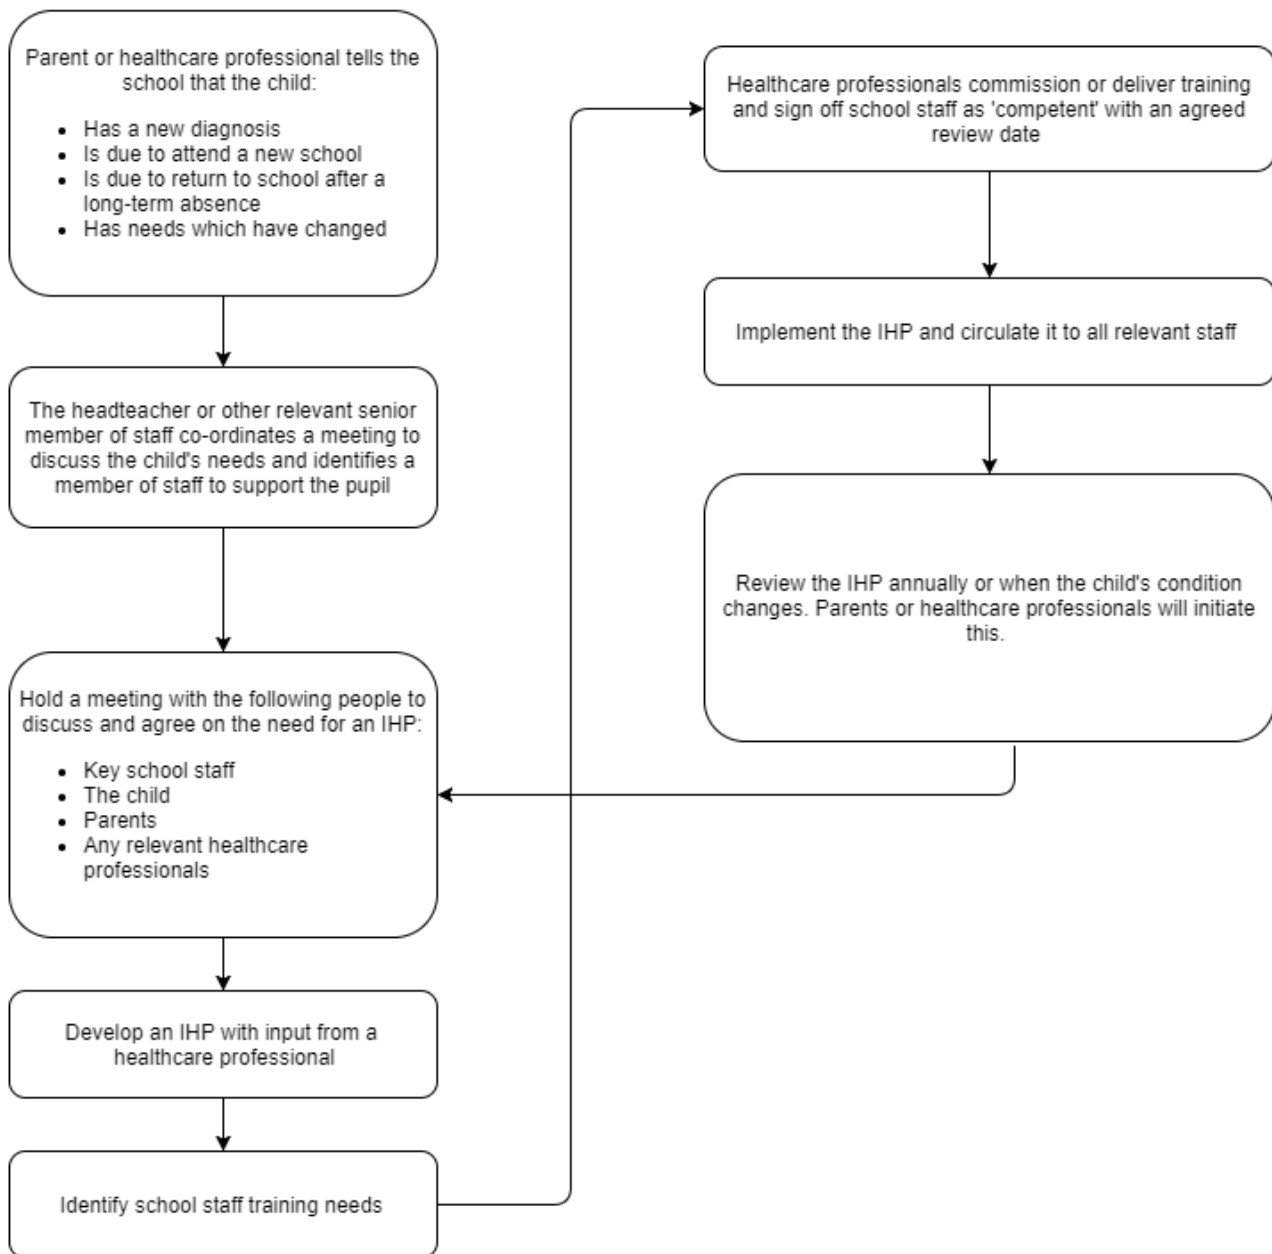 Parent or healthcare professional tells the
school that the child:
• Has a new diagnosis
• Is due to attend a new school
• Is due to return to school after a
long-term absence
• Has needs which have changed
The headteacher or other relevant senior
member of staff co-ordinates a meeting to
discuss the child's needs and identifies a
member of staff to support the pupil
Hold a meeting with the following people to
discuss and agree on the need for an IHP:
• Key school staff
• The child
• Parents
• Any relevant healthcare
professionals
Develop an IHP with input from a
healthcare professional
Identify school staff training needs
Healthcare professionals commission or deliver training
and sign off school staff as 'competent' with an agreed
review date
Implement the IHP and circulate it to all relevant staff
Review the IHP annually or when the child's condition
changes. Parents or healthcare professionals will initiate
this.